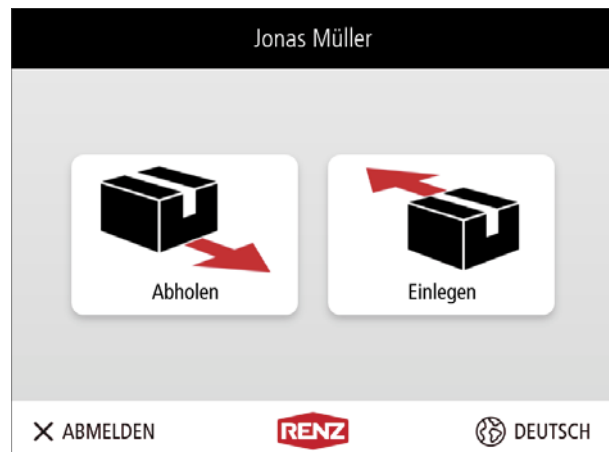 Jonas Müller
Abholen
Einlegen
ABMELDEN
RENZ
DEUTSCH